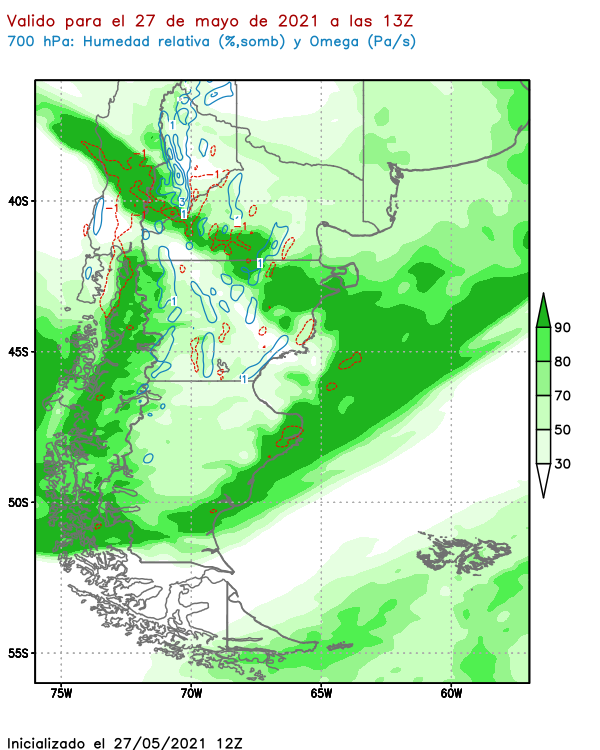 Valido para el 27 de mayo de 2021 a las 13Z
700 hPa: Humedad relativa (%,somb) y Omega (Pa/s)
1
-1
-1
3
1
-1
-1
1
40S
1
45S
1
50S
55S
75W
70W
65W
60W
90
80
70
50
30
Inicializado el 27/05/2021 12Z